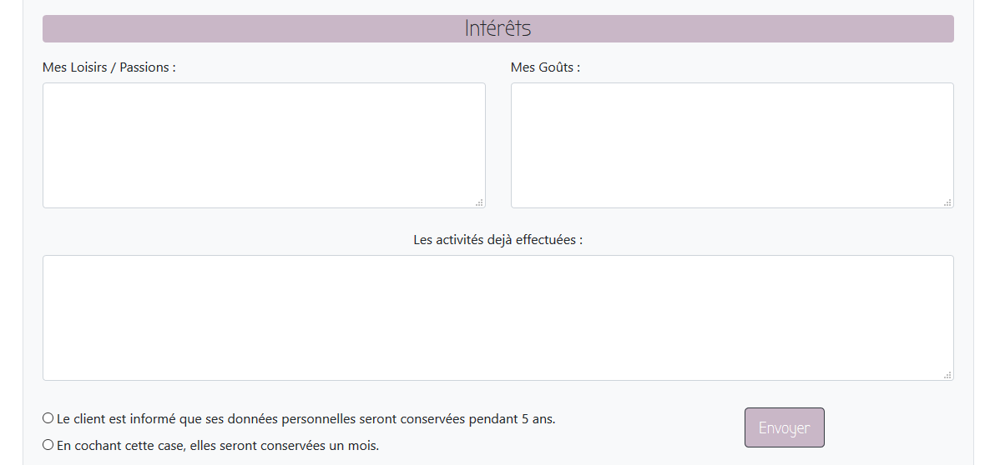 Intérêts
Mes Loisirs / Passions :
Mes Goûts :
Les activités dejà effectuées :
Le client est informé que ses données personnelles seront conservées pendant 5 ans.
En cochant cette case, elles seront conservées un mois.
Envoyer